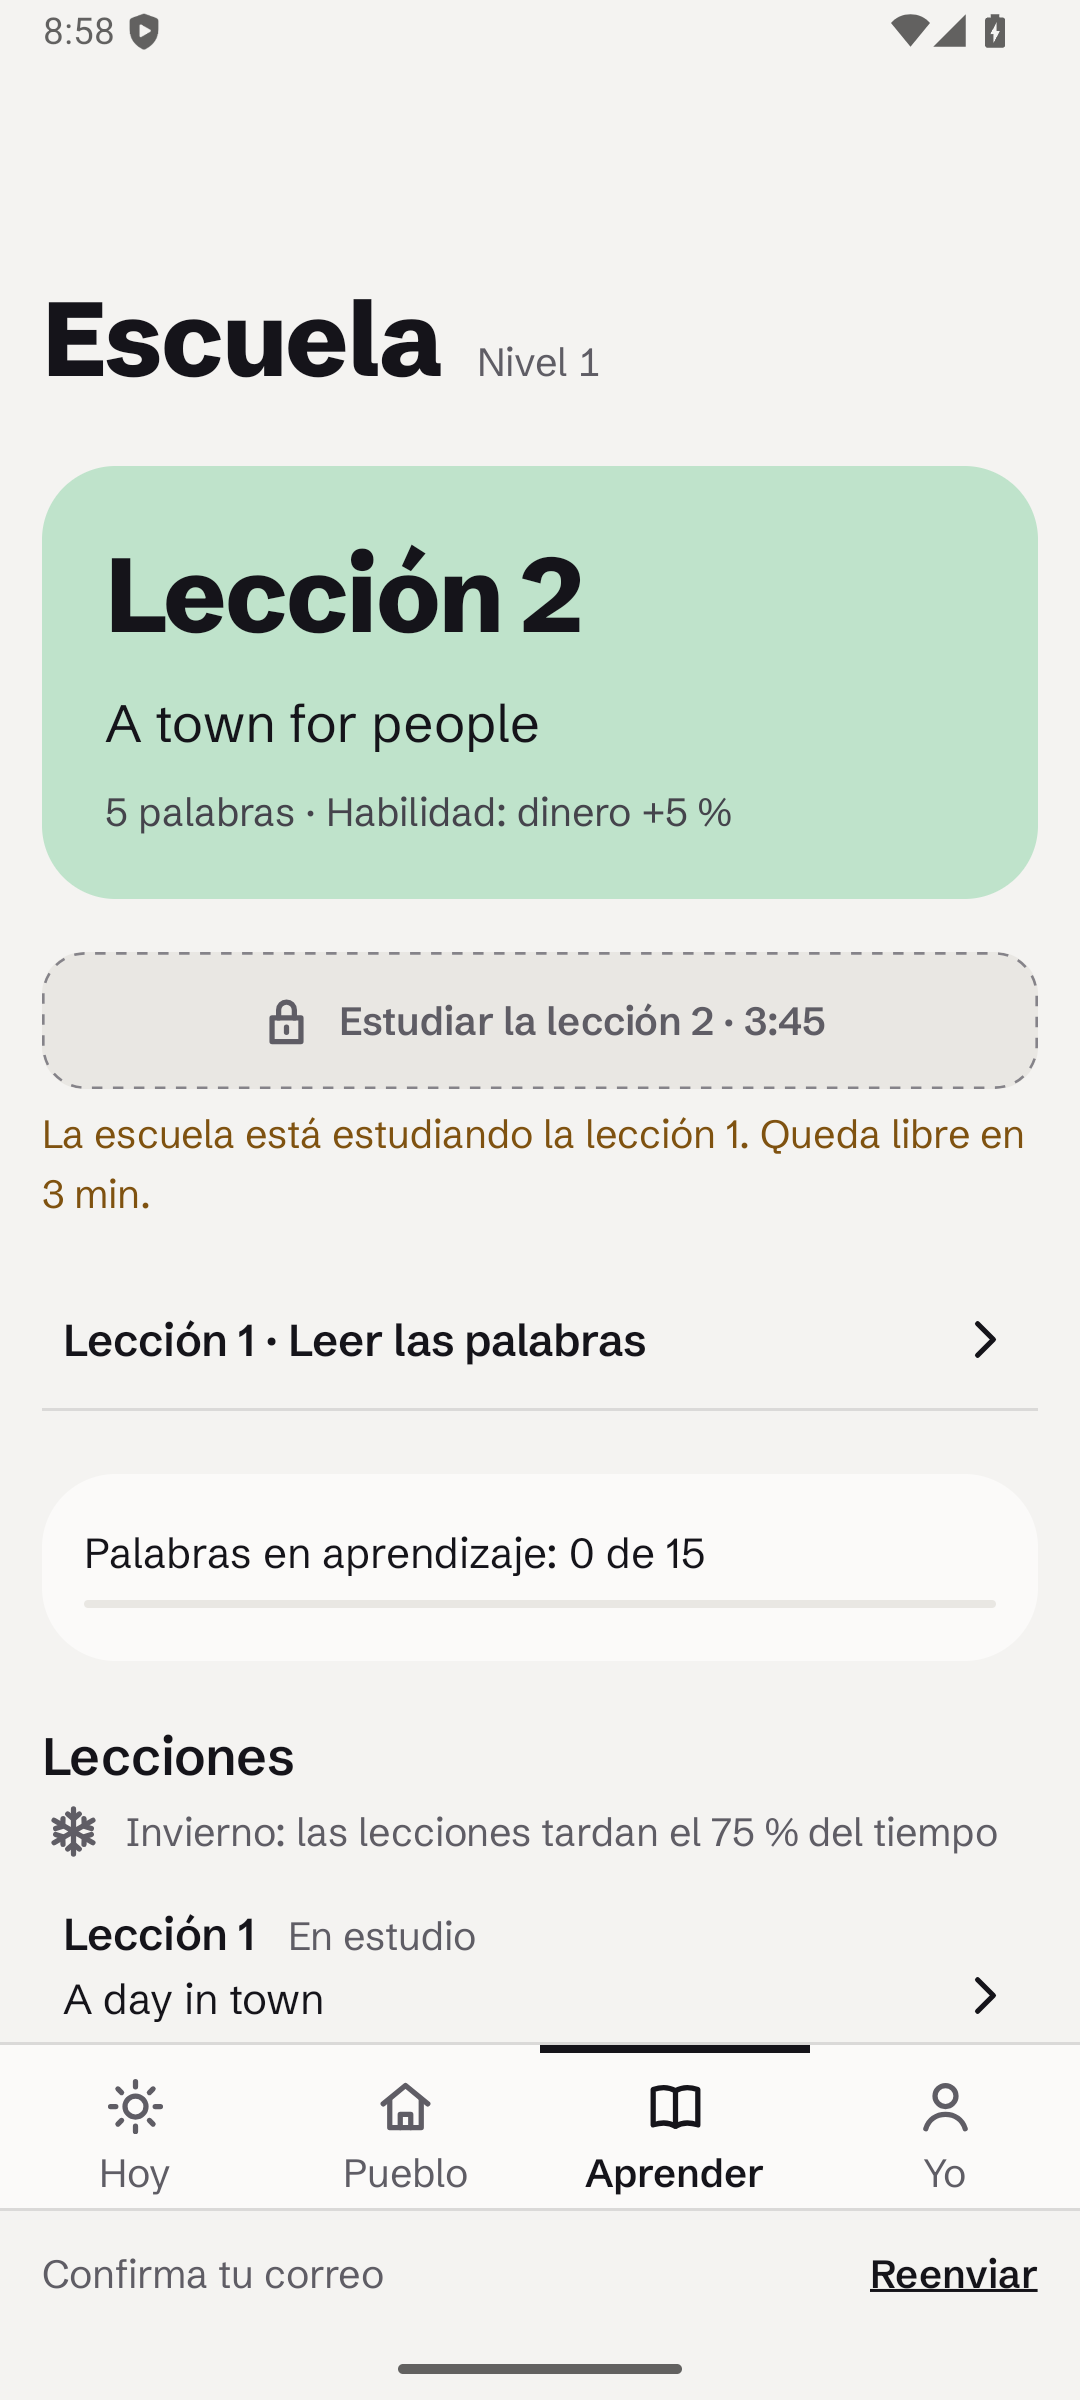 8:58
Escuela Nivel 1
Lección 2
A town for people
5 palabras · Habilidad: dinero +5 %
Estudiar la lección 2 · 3:45
La escuela está estudiando la lección 1. Queda libre en
3 min.
Lección 1 · Leer las palabras
Palabras en aprendizaje: 0 de 15
Lecciones
Invierno: las lecciones tardan el 75 % del tiempo
Lección 1 En estudio
A day in town
Hoy Pueblo Aprender Yo
Confirma tu correo Reenviar